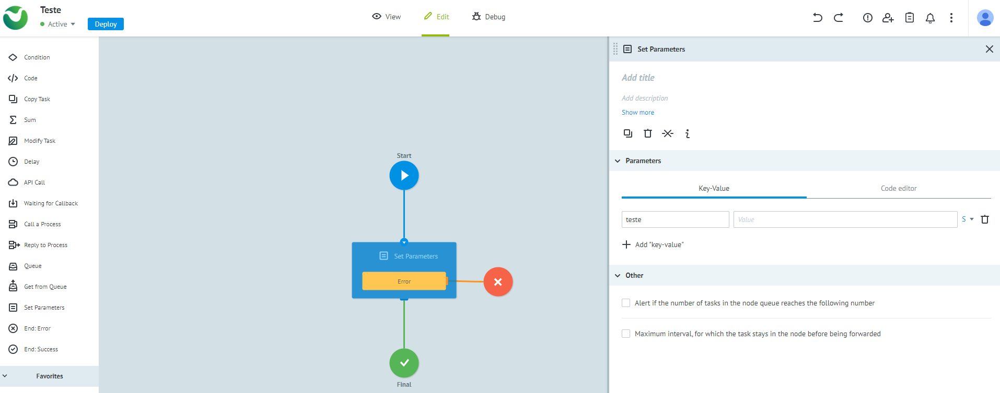 Teste
Active
Deploy
View
Edit
Debug
Condition
Code
Copy Task
Sum
Modify Task
Delay
API Call
Waiting for Callback
Call a Process
Reply to Process
Queue
Get from Queue
Set Parameters
End: Error
End: Success
Favorites
Start
Set Parameters
Error
Final
Set Parameters
Add title
Add description
Show more
Parameters
Key-Value
Code editor
teste
Value
S
Add "key-value"
Other
Alert if the number of tasks in the node queue reaches the following number
Maximum interval, for which the task stays in the node before being forwarded